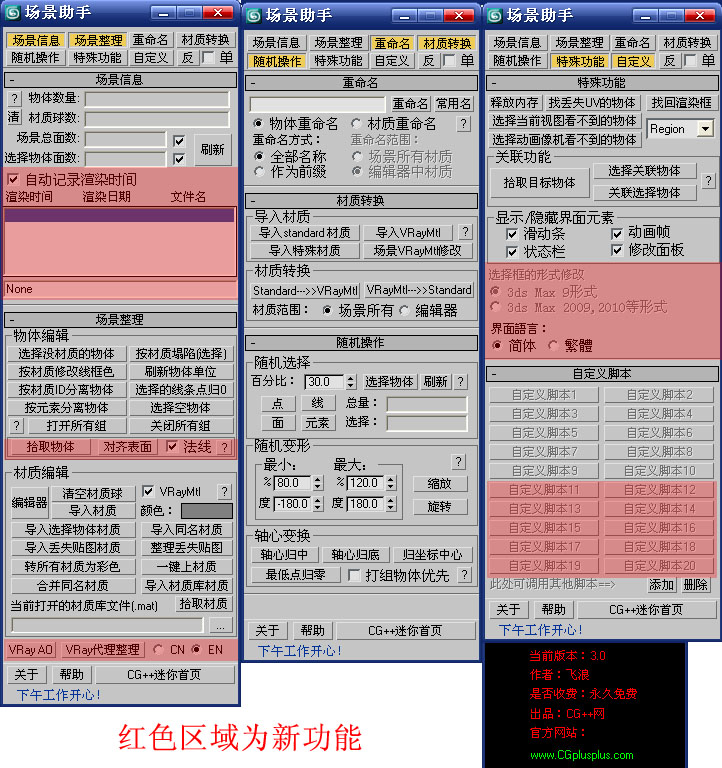 场景助手
场景信息 场景整理 重命名 材质转换
随机操作 特殊功能 自定义 反 单
- 场景信息
? 物体数量:
清 材质球数:
场景总面数:
选择物体面数:
刷新
自动记录渲染时间
渲染时间 渲染日期 文件名
None
- 场景整理
物体编辑
选择没材质的物体 按材质塌陷(选择)
按材质修改线框色 刷新物体单位
按材质ID分离物体 选择的线条点归0
按元素分离物体 选择空物体
? 打开所有组 关闭所有组
拾取物体 对齐表面 法线 ?
材质编辑
编辑器 清空材质球 VRayMtl ?
导入材质 颜色:
导入选择物体材质 导入同名材质
导入丢失贴图材质 整理丢失贴图
转所有材质为彩色 一键上材质
合并同名材质 导入材质库材质
当前打开的材质库文件(.mat) 拾取材质
...
VRay AO VRay代理整理 CN EN
关于 帮助 CG++迷你首页
下午工作开心!
场景助手
场景信息 场景整理 重命名 材质转换
随机操作 特殊功能 自定义 反 单
- 重命名
重命名 常用名
物体重命名 材质重命名 ?
重命名方式: 重命名范围:
全部名称 场景所有材质
作为前缀 编辑器中材质
- 材质转换
导入材质
导入standard材质 导入VRayMtl ?
导入特殊材质 场景VRayMtl修改
材质转换
Standard--->>VRayMtl VRayMtl--->>Standard
材质范围: 场景所有 编辑器
- 随机操作
随机选择
百分比: 30.0 选择物体 刷新 ?
点 线 总量:
面 元素 选择:
随机变形
最小: 最大: ?
% 80.0 % 120.0 缩放
度 -180.0 度 180.0 旋转
轴心变换
轴心归中 轴心归底 归坐标中心
最低点归零 打组物体优先 ?
关于 帮助 CG++迷你首页
下午工作开心!
场景助手
场景信息 场景整理 重命名 材质转换
随机操作 特殊功能 自定义 反 单
- 特殊功能
释放内存 找丢失UV的物体 找回渲染框
选择当前视图看不到的物体
选择动画像机看不到的物体
Region
关联功能
拾取目标物体 选择关联物体 ?
关联选择物体
显示/隐藏界面元素
滑动条 动画帧
状态栏 修改面板
选择框的形式修改
3ds Max 9形式
3ds Max 2009,2010等形式
界面語言:
简体 繁體
- 自定义脚本
自定义脚本1 自定义脚本2
自定义脚本3 自定义脚本4
自定义脚本5 自定义脚本6
自定义脚本7 自定义脚本8
自定义脚本9 自定义脚本10
自定义脚本11 自定义脚本12
自定义脚本13 自定义脚本14
自定义脚本15 自定义脚本16
自定义脚本17 自定义脚本18
自定义脚本19 自定义脚本20
此处可调用其他脚本==> 添加 删除
关于 帮助 CG++迷你首页
下午工作开心!
当前版本:3.0
作者:飞浪
是否收费:永久免费
出品:CG++网
官方网站:
www.CGplusplus.com
红色区域为新功能